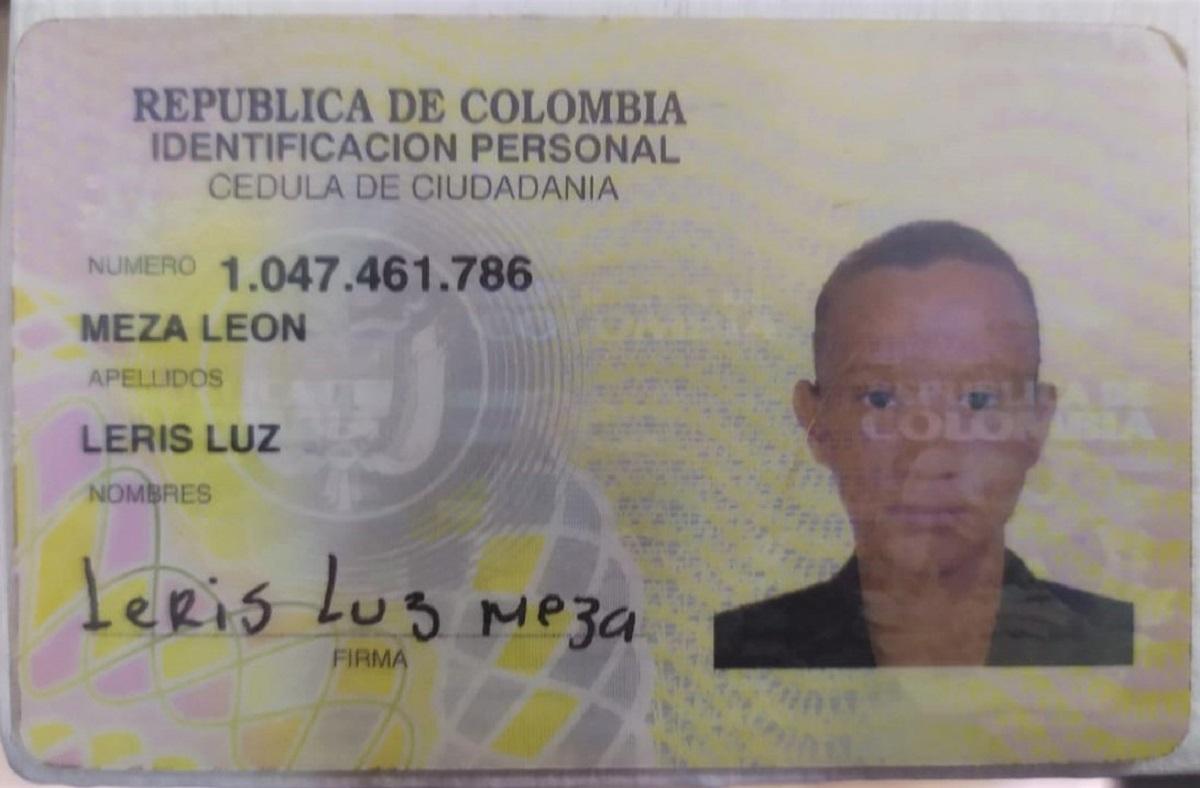 REPUBLICA DE COLOMBIA
IDENTIFICACION PERSONAL
CEDULA DE CIUDADANIA
NUMERO 1.047.461.786
MEZA LEON
APELLIDOS
LERIS LUZ
NOMBRES
Leris Luz Meza
FIRMA
REPUBLICA DE
COLOMBIA